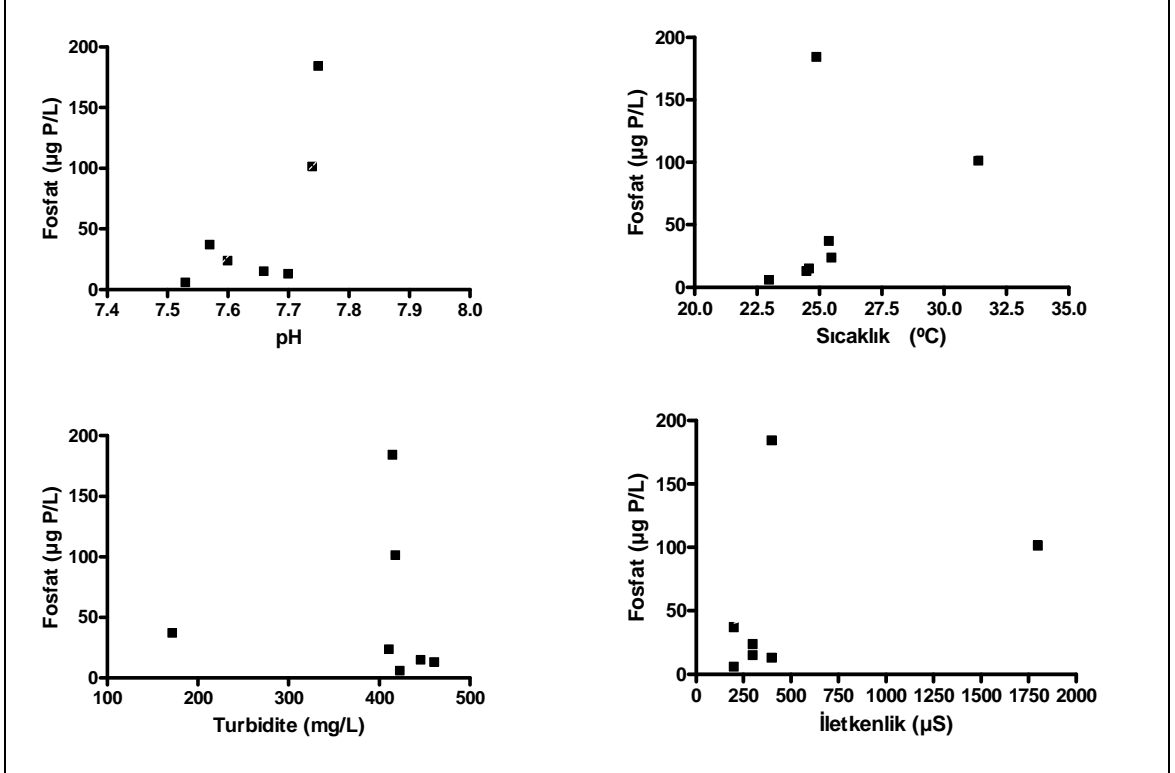 200
150
100
50
0
Fosfat (µg P/L)
7.4 7.5 7.6 7.7 7.8 7.9 8.0
pH
200
150
100
50
0
Fosfat (µg P/L)
20.0 22.5 25.0 27.5 30.0 32.5 35.0
Sıcaklık (ºC)
200
150
100
50
0
Fosfat (µg P/L)
100 200 300 400 500
Turbidite (mg/L)
200
150
100
50
0
Fosfat (µg P/L)
0 250 500 750 1000 1250 1500 1750 2000
İletkenlik (µS)